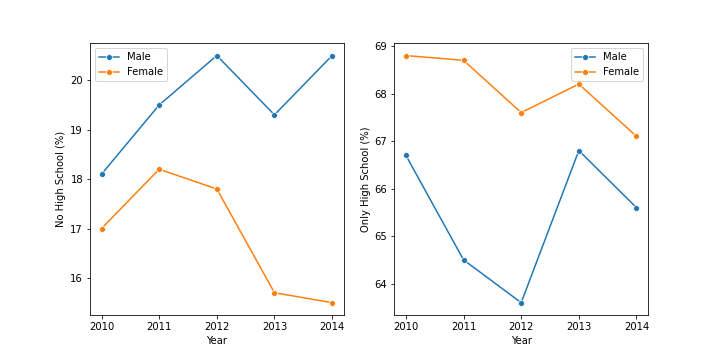 No High School (%)
20
19
18
17
16
Male
Female
2010 2011 2012 2013 2014
Year
Only High School (%)
69
68
67
66
65
64
Male
Female
2010 2011 2012 2013 2014
Year